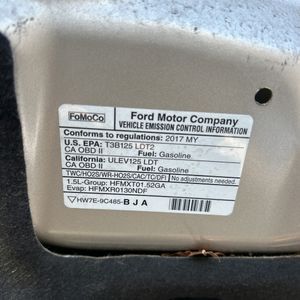 FoMoCo
Ford Motor Company
VEHICLE EMISSION CONTROL INFORMATION
Conforms to regulations: 2017 MY
U.S. EPA: T3B125 LDT2
CA OBD II Fuel: Gasoline
California: ULEV125 LDT
CA OBD II Fuel: Gasoline
TWC/HO2S/WR-HO2S/CAC/TC/DFI No adjustments needed.
1.5L-Group: HFMXT01.52GA
Evap: HFMXR0130NDF
HW7E-9C485-BJA